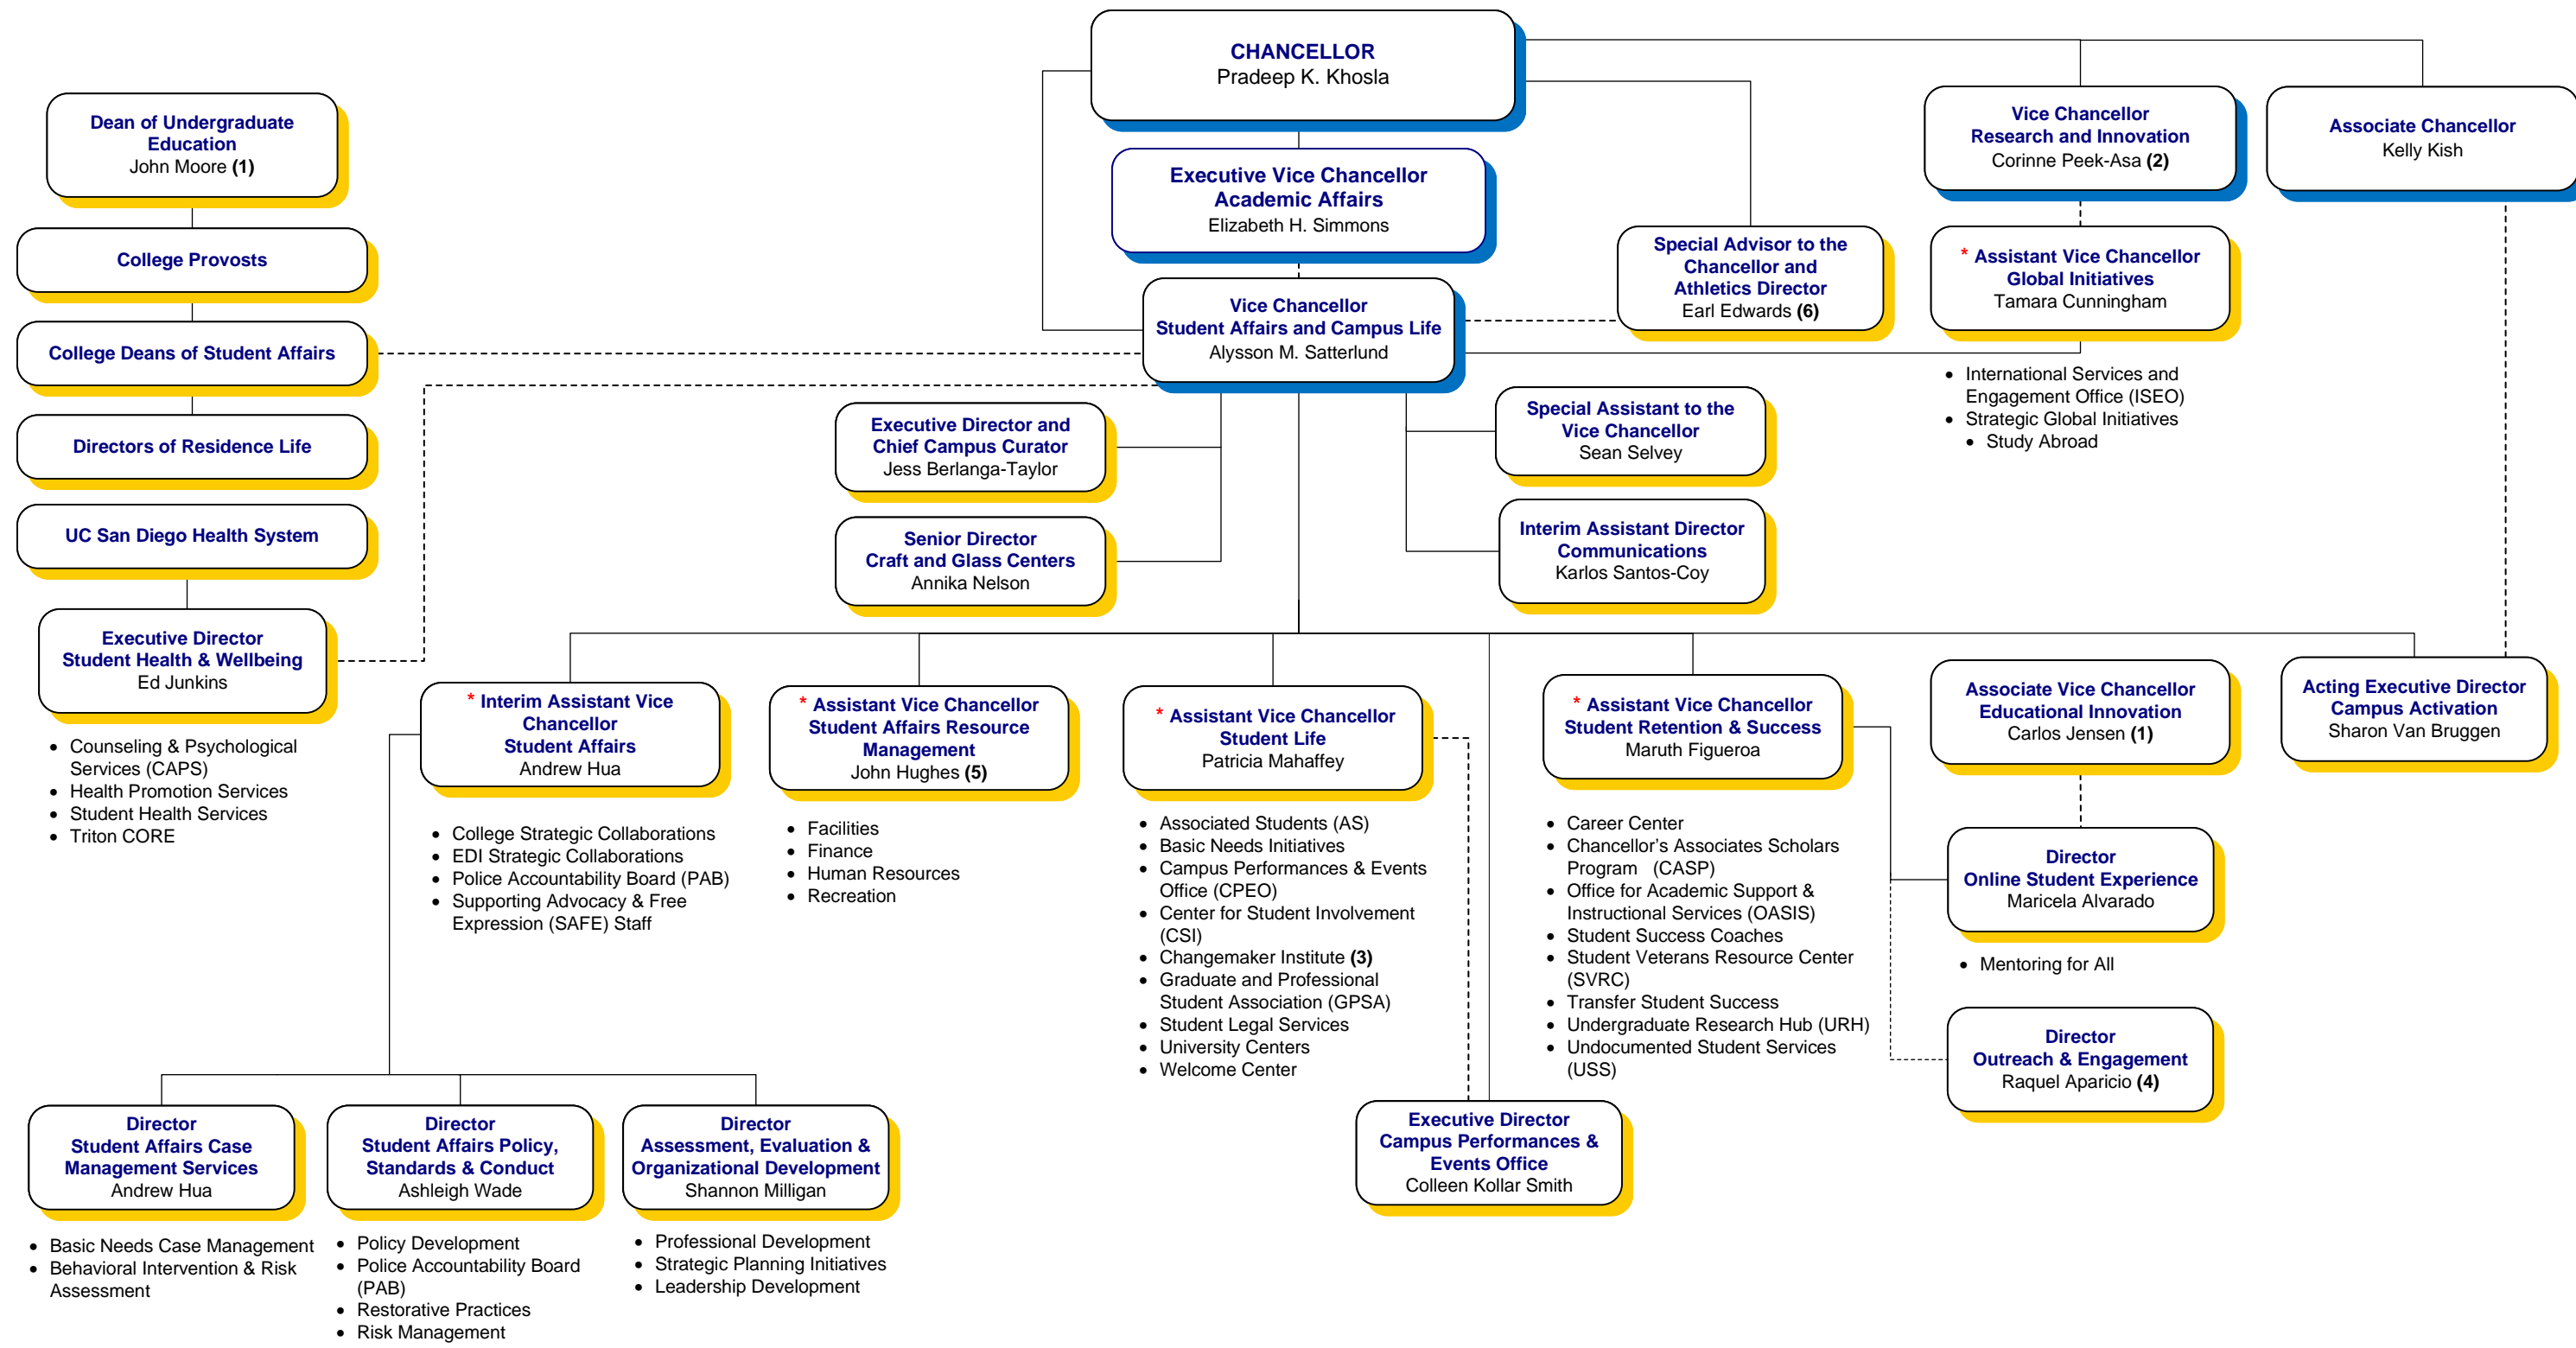 CHANCELLOR
Pradeep K. Khosla
Dean of Undergraduate
Education
John Moore (1)
College Provosts
College Deans of Student Affairs
Directors of Residence Life
UC San Diego Health System
Executive Director
Student Health & Wellbeing
Ed Junkins
• Counseling & Psychological
Services (CAPS)
• Health Promotion Services
• Student Health Services
• Triton CORE
Executive Vice Chancellor
Academic Affairs
Elizabeth H. Simmons
Vice Chancellor
Student Affairs and Campus Life
Alysson M. Satterlund
Special Advisor to the
Chancellor and
Athletics Director
Earl Edwards (6)
Vice Chancellor
Research and Innovation
Corinne Peek-Asa (2)
Associate Chancellor
Kelly Kish
* Assistant Vice Chancellor
Global Initiatives
Tamara Cunningham
• International Services and
Engagement Office (ISEO)
• Strategic Global Initiatives
• Study Abroad
Executive Director and
Chief Campus Curator
Jess Berlanga-Taylor
Senior Director
Craft and Glass Centers
Annika Nelson
Special Assistant to the
Vice Chancellor
Sean Selvey
Interim Assistant Director
Communications
Karlos Santos-Coy
* Interim Assistant Vice
Chancellor
Student Affairs
Andrew Hua
• College Strategic Collaborations
• EDI Strategic Collaborations
• Police Accountability Board (PAB)
• Supporting Advocacy & Free
Expression (SAFE) Staff
* Assistant Vice Chancellor
Student Affairs Resource
Management
John Hughes (5)
• Facilities
• Finance
• Human Resources
• Recreation
* Assistant Vice Chancellor
Student Life
Patricia Mahaffey
• Associated Students (AS)
• Basic Needs Initiatives
• Campus Performances & Events
Office (CPEO)
• Center for Student Involvement
(CSI)
• Changemaker Institute (3)
• Graduate and Professional
Student Association (GPSA)
• Student Legal Services
• University Centers
• Welcome Center
* Assistant Vice Chancellor
Student Retention & Success
Maruth Figueroa
• Career Center
• Chancellor's Associates Scholars
Program (CASP)
• Office for Academic Support &
Instructional Services (OASIS)
• Student Success Coaches
• Student Veterans Resource Center
(SVRC)
• Transfer Student Success
• Undergraduate Research Hub (URH)
• Undocumented Student Services
(USS)
Associate Vice Chancellor
Educational Innovation
Carlos Jensen (1)
Acting Executive Director
Campus Activation
Sharon Van Bruggen
Director
Online Student Experience
Maricela Alvarado
• Mentoring for All
Director
Outreach & Engagement
Raquel Aparicio (4)
Director
Student Affairs Case
Management Services
Andrew Hua
• Basic Needs Case Management
• Behavioral Intervention & Risk
Assessment
Director
Student Affairs Policy,
Standards & Conduct
Ashleigh Wade
• Policy Development
• Police Accountability Board
(PAB)
• Restorative Practices
• Risk Management
Director
Assessment, Evaluation &
Organizational Development
Shannon Milligan
• Professional Development
• Strategic Planning Initiatives
• Leadership Development
Executive Director
Campus Performances &
Events Office
Colleen Kollar Smith